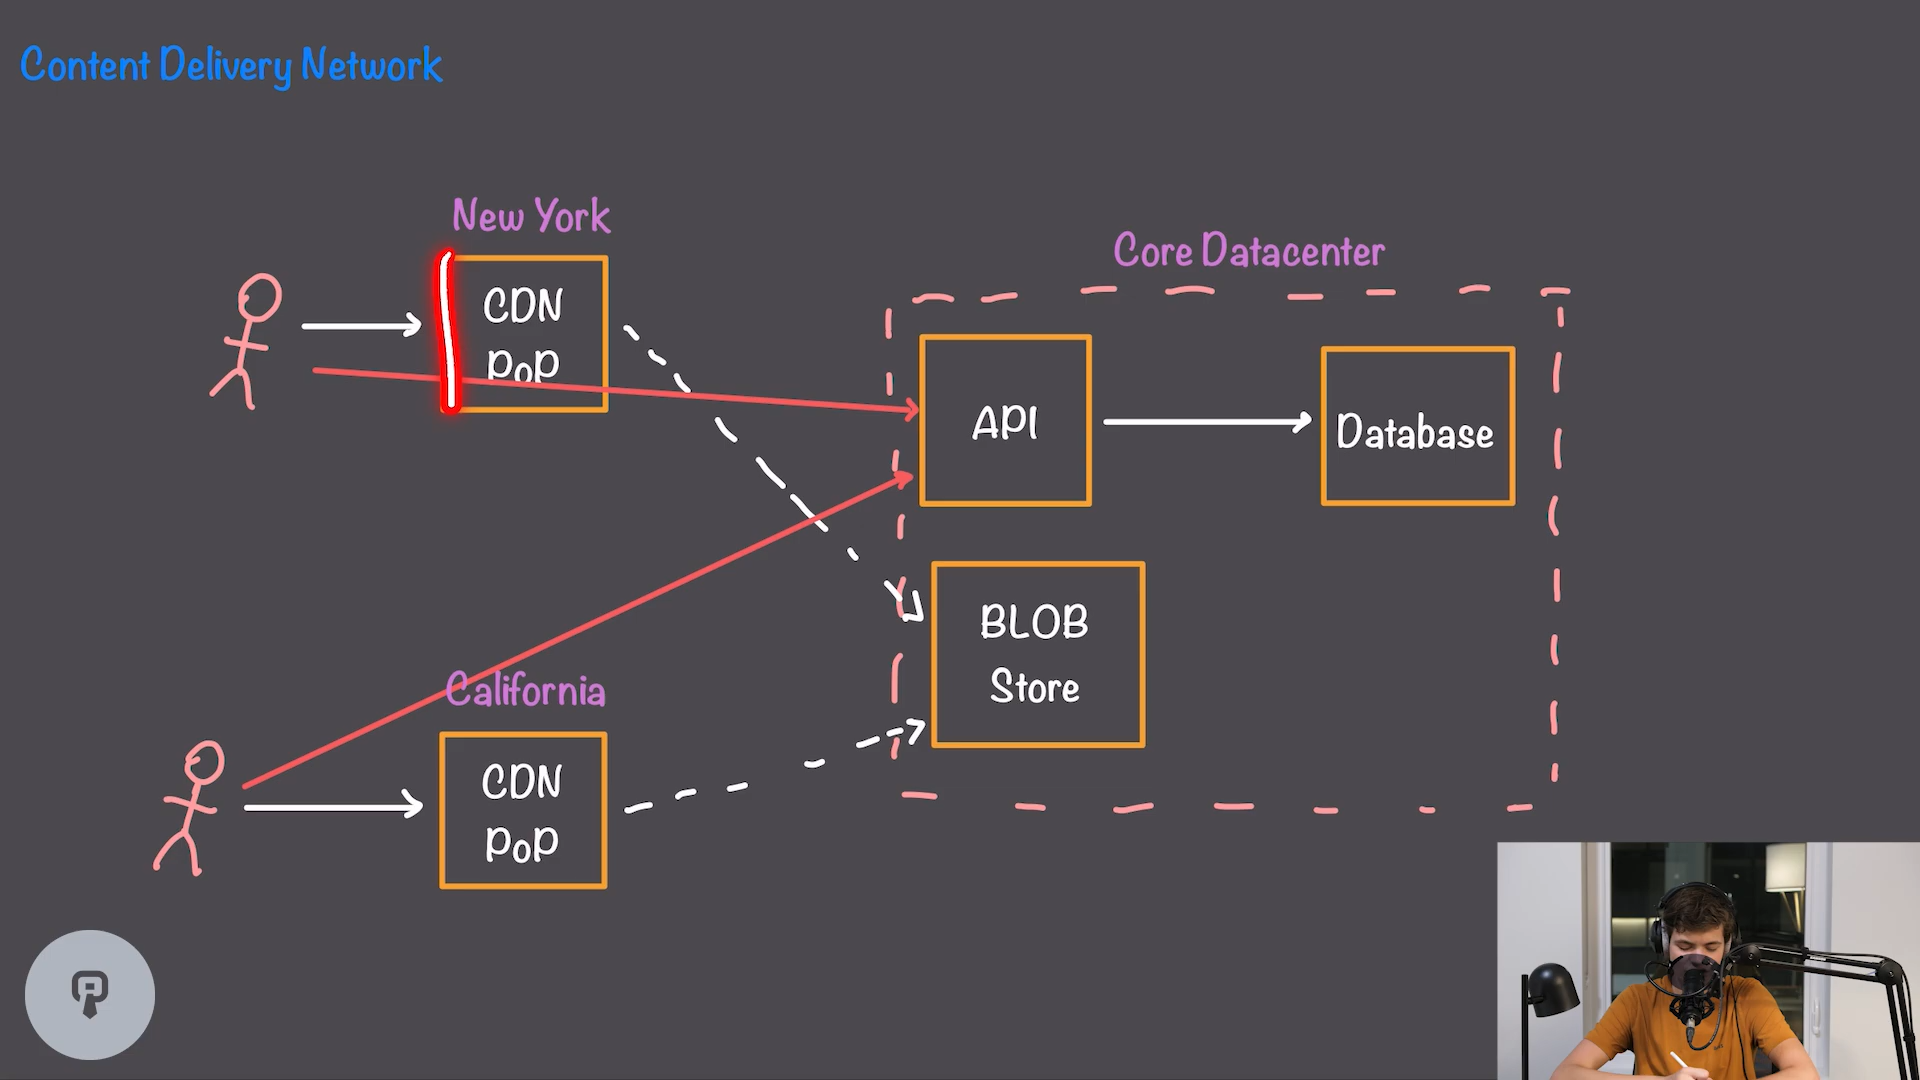 Content Delivery Network
New York
CDN
PoP
Core Datacenter
API
Database
BLOB
Store
California
CDN
PoP